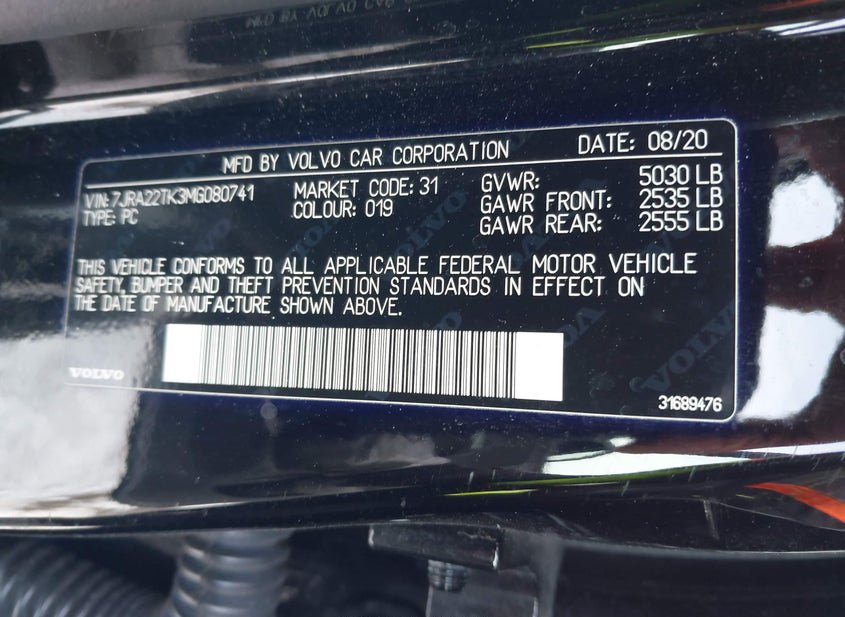 MFD BY VOLVO CAR CORPORATION DATE: 08/20
VIN: 7JRA22TK3MG080741 MARKET CODE: 31 GVWR: 5030 LB
TYPE: PC COLOUR: 019 GAWR FRONT: 2535 LB
GAWR REAR: 2555 LB
THIS VEHICLE CONFORMS TO ALL APPLICABLE FEDERAL MOTOR VEHICLE
SAFETY, BUMPER AND THEFT PREVENTION STANDARDS IN EFFECT ON
THE DATE OF MANUFACTURE SHOWN ABOVE.
VOLVO
31689476